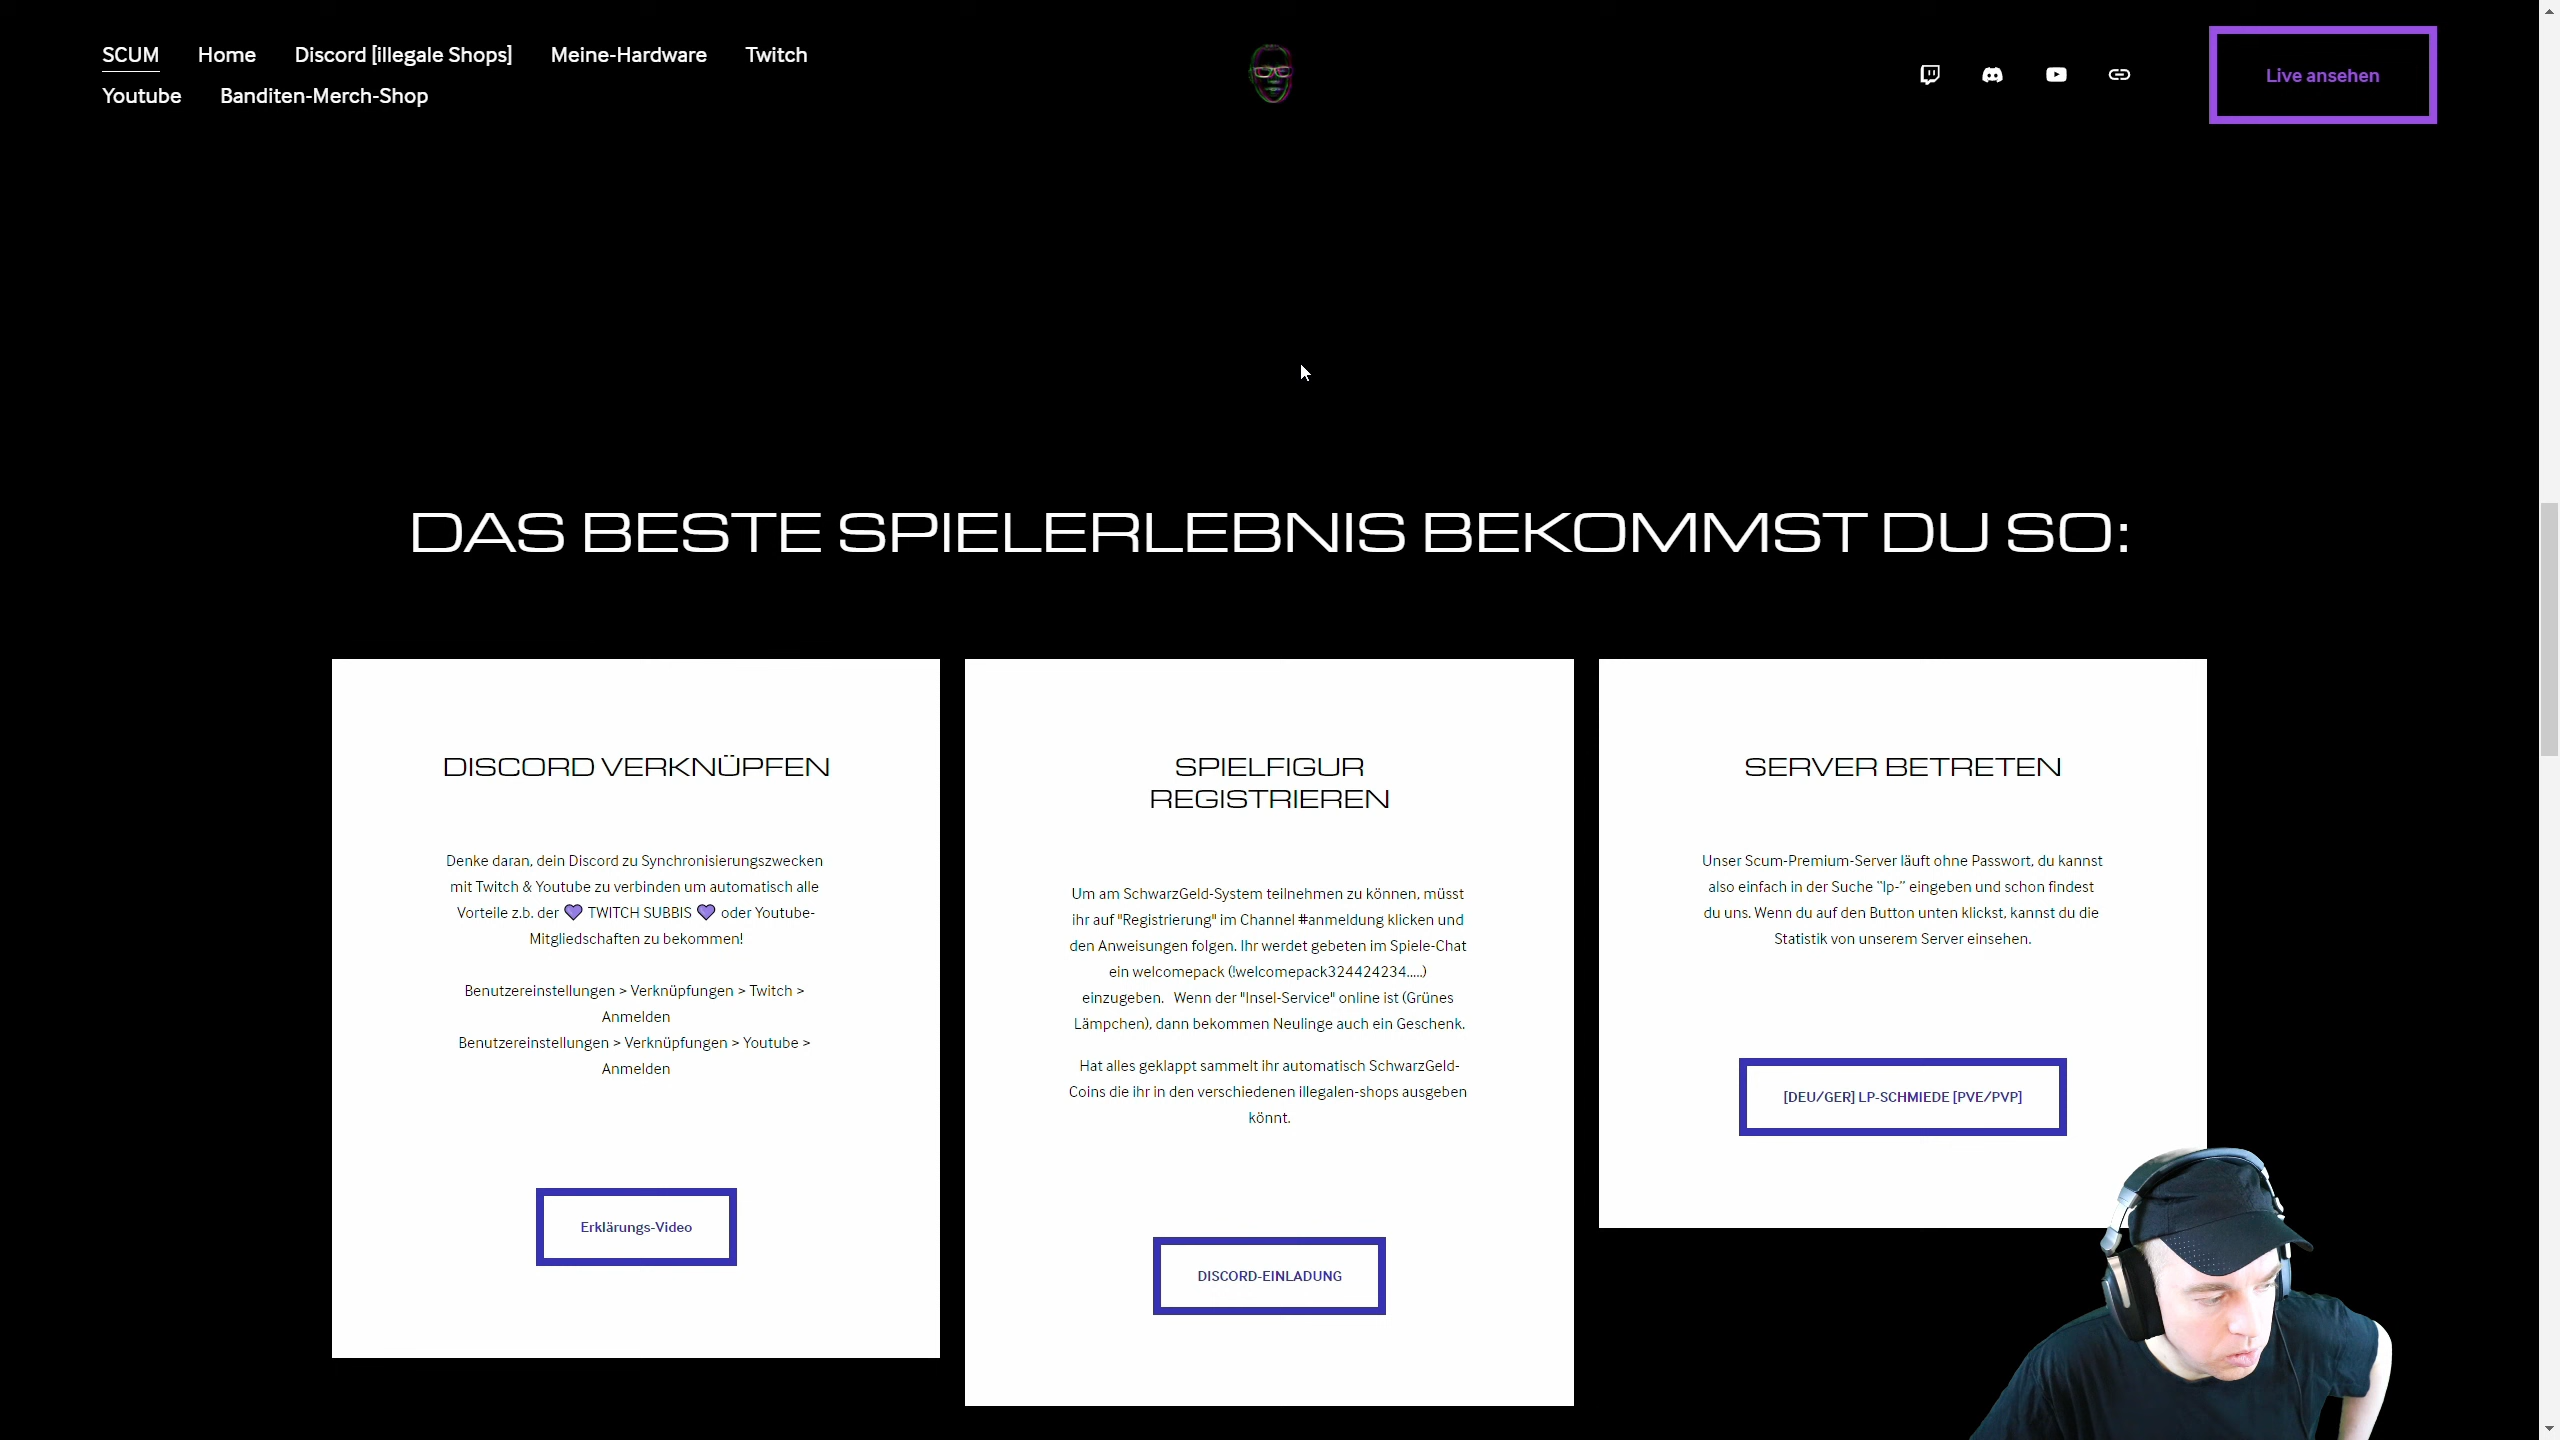 SCUM Home Discord [illegale Shops] Meine-Hardware Twitch
Youtube Banditen-Merch-Shop
Live ansehen
DAS BESTE SPIELERLEBNIS BEKOMMST DU SO:
DISCORD VERKNÜPFEN
Denke daran, dein Discord zu Synchronisierungszwecken
mit Twitch & Youtube zu verbinden um automatisch alle
Vorteile z.b. der 💜 TWITCH SUBBIS 💜 oder Youtube-
Mitgliedschaften zu bekommen!
Benutzereinstellungen > Verknüpfungen > Twitch >
Anmelden
Benutzereinstellungen > Verknüpfungen > Youtube >
Anmelden
Erklärungs-Video
SPIELFIGUR
REGISTRIEREN
Um am SchwarzGeld-System teilnehmen zu können, müsst
ihr auf "Registrierung" im Channel #anmeldung klicken und
den Anweisungen folgen. Ihr werdet gebeten im Spiele-Chat
ein welcomepack (!welcomepack324424234.....)
einzugeben. Wenn der "Insel-Service" online ist (Grünes
Lämpchen), dann bekommen Neulinge auch ein Geschenk.
Hat alles geklappt sammelt ihr automatisch SchwarzGeld-
Coins die ihr in den verschiedenen illegalen-shops ausgeben
könnt.
DISCORD-EINLADUNG
SERVER BETRETEN
Unser Scum-Premium-Server läuft ohne Passwort, du kannst
also einfach in der Suche "lp-" eingeben und schon findest
du uns. Wenn du auf den Button unten klickst, kannst du die
Statistik von unserem Server einsehen.
[DEU/GER] LP-SCHMIEDE [PVE/PVP]